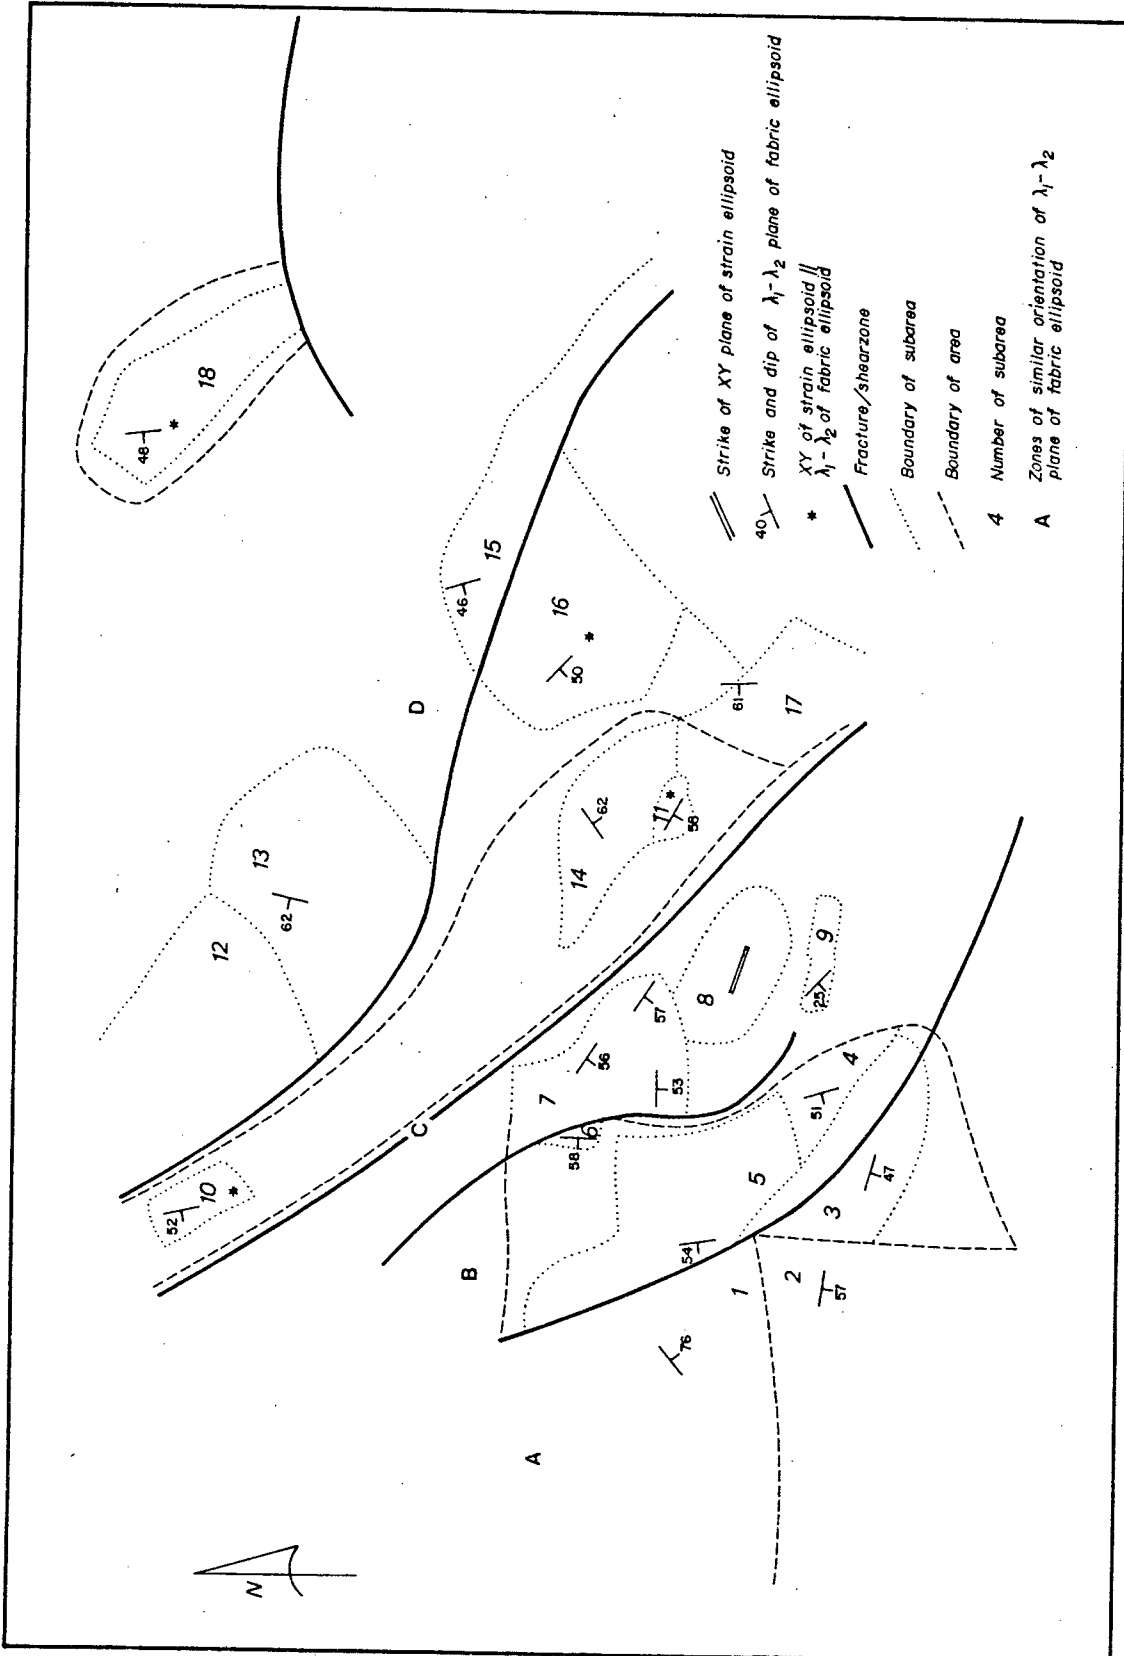 N
A
B
C
D
1
76
2
57
54
3
47
5
51
4
58
6
7
56
53
57
8
25
9
52
10
12
62
13
14
62
11
58
46
15
16
50
61
17
48
18
Strike of XY plane of strain ellipsoid
40 Strike and dip of λ₁-λ₂ plane of fabric ellipsoid
* XY of strain ellipsoid //
λ₁-λ₂ of fabric ellipsoid
Fracture/shearzone
Boundary of subarea
Boundary of area
4 Number of subarea
A Zones of similar orientation of λ₁-λ₂
plane of fabric ellipsoid